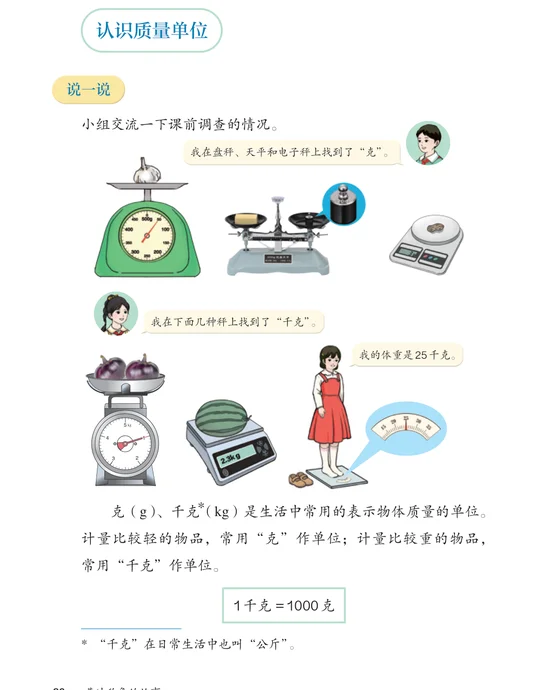 认识质量单位
说一说
小组交流一下课前调查的情况。
我在盘秤、天平和电子秤上找到了“克”。
我在下面几种秤上找到了“千克”。
我的体重是25千克。
2.3kg
克（g）、千克*（kg）是生活中常用的表示物体质量的单位。
计量比较轻的物品，常用“克”作单位；计量比较重的物品，
常用“千克”作单位。
1千克=1000克
* “千克”在日常生活中也叫“公斤”。